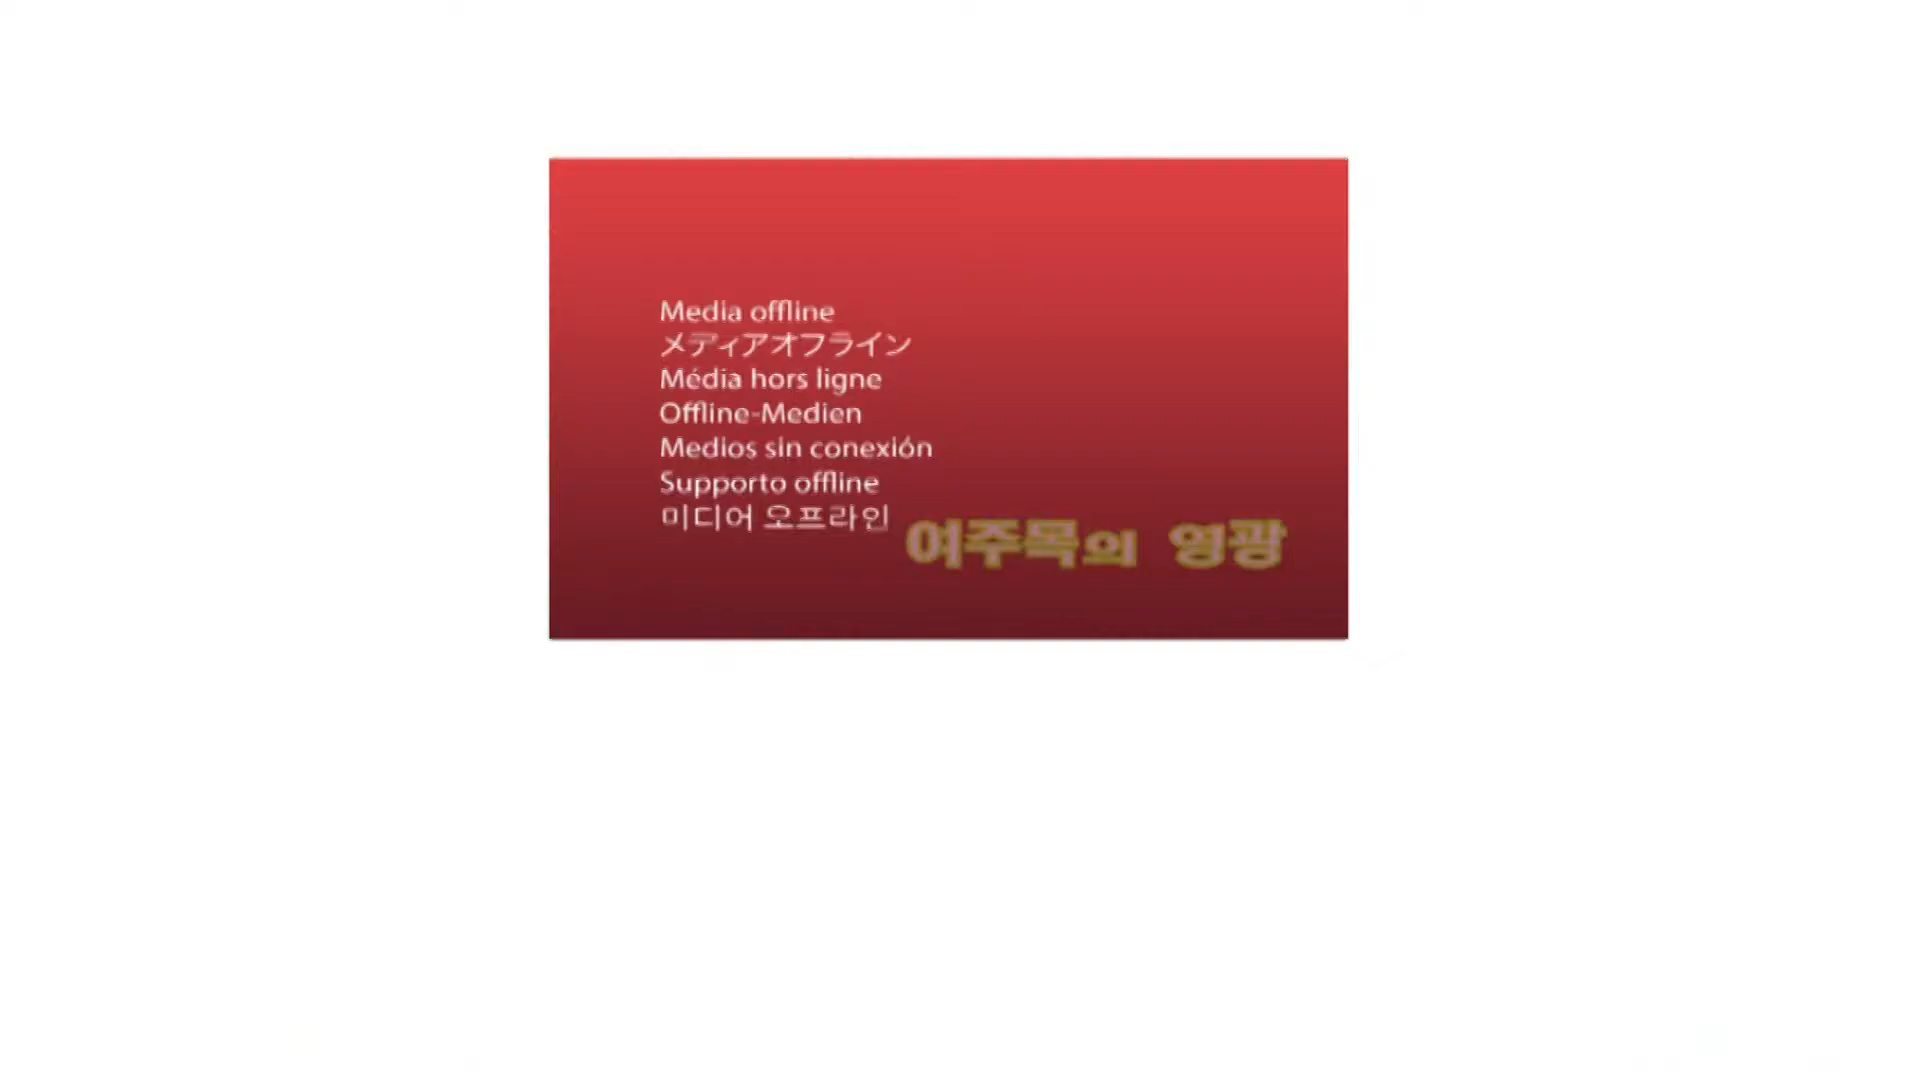 Media offline
メディアオフライン
Média hors ligne
Offline-Medien
Medios sin conexión
Supporto offline
미디어 오프라인
여주목의 영광